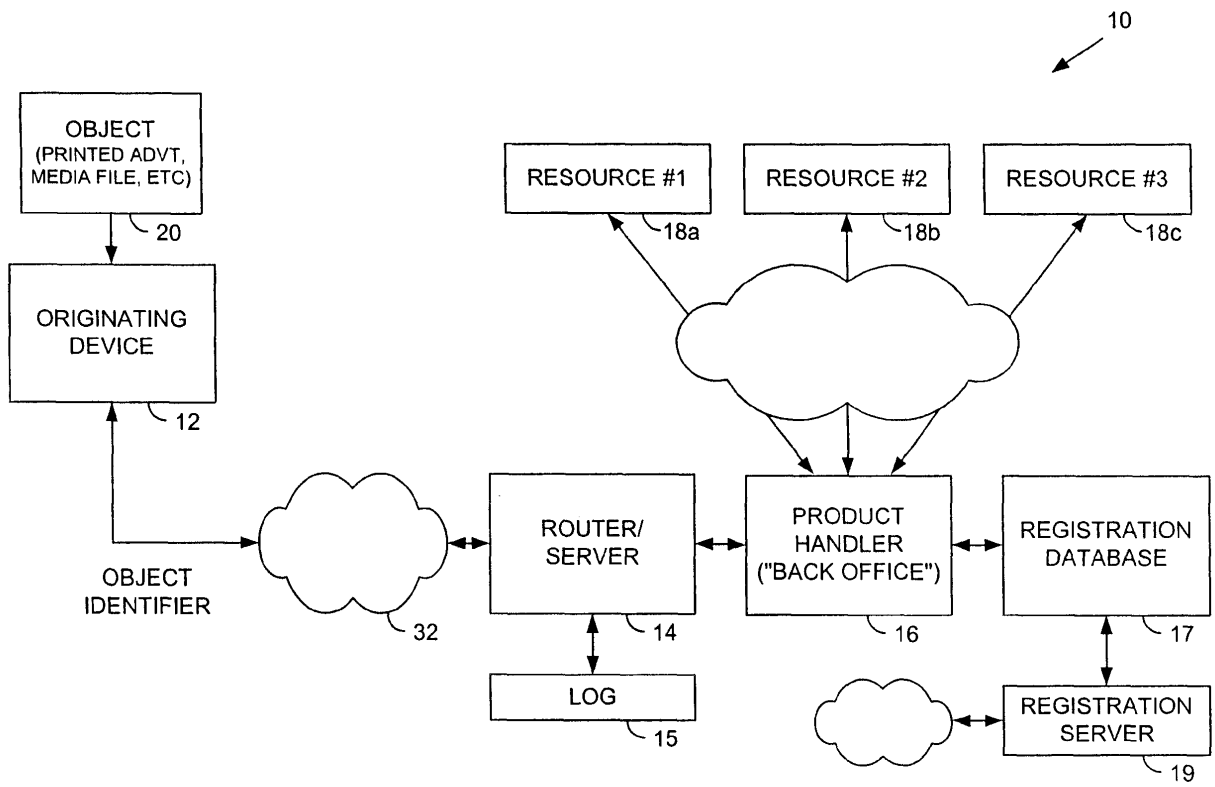 10
OBJECT
(PRINTED ADVT,
MEDIA FILE, ETC)
20
RESOURCE #1
18a
RESOURCE #2
18b
RESOURCE #3
18c
ORIGINATING
DEVICE
12
OBJECT
IDENTIFIER
32
ROUTER/
SERVER
14
LOG
15
PRODUCT
HANDLER
("BACK OFFICE")
16
REGISTRATION
DATABASE
17
REGISTRATION
SERVER
19